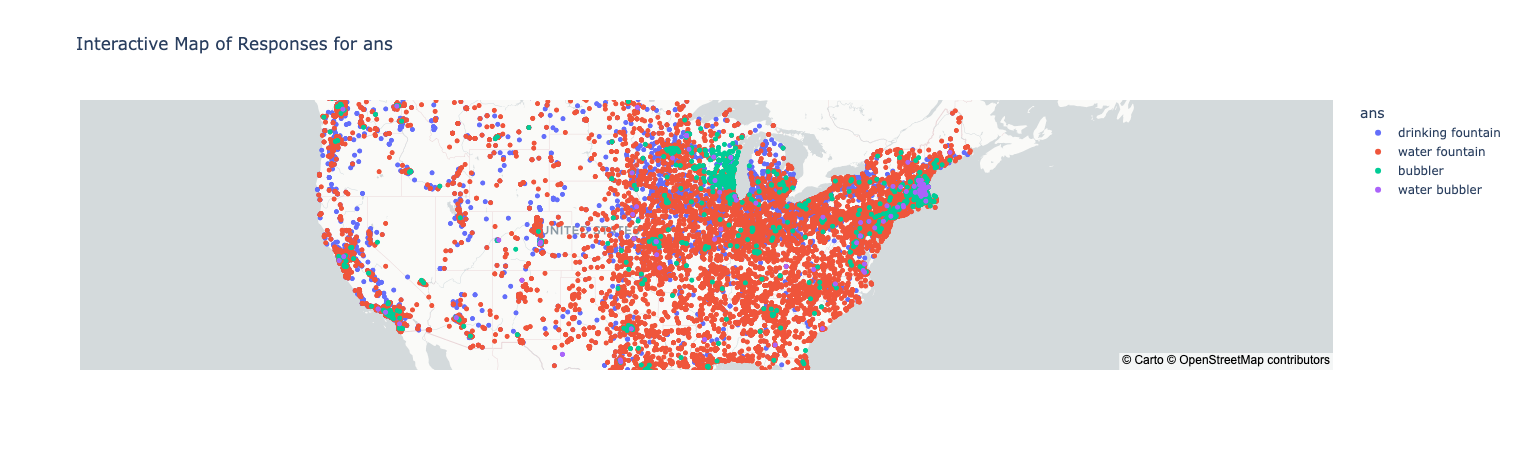 Interactive Map of Responses for ans
ans
drinking fountain
water fountain
bubbler
water bubbler
UNITED STATES
© Carto © OpenStreetMap contributors